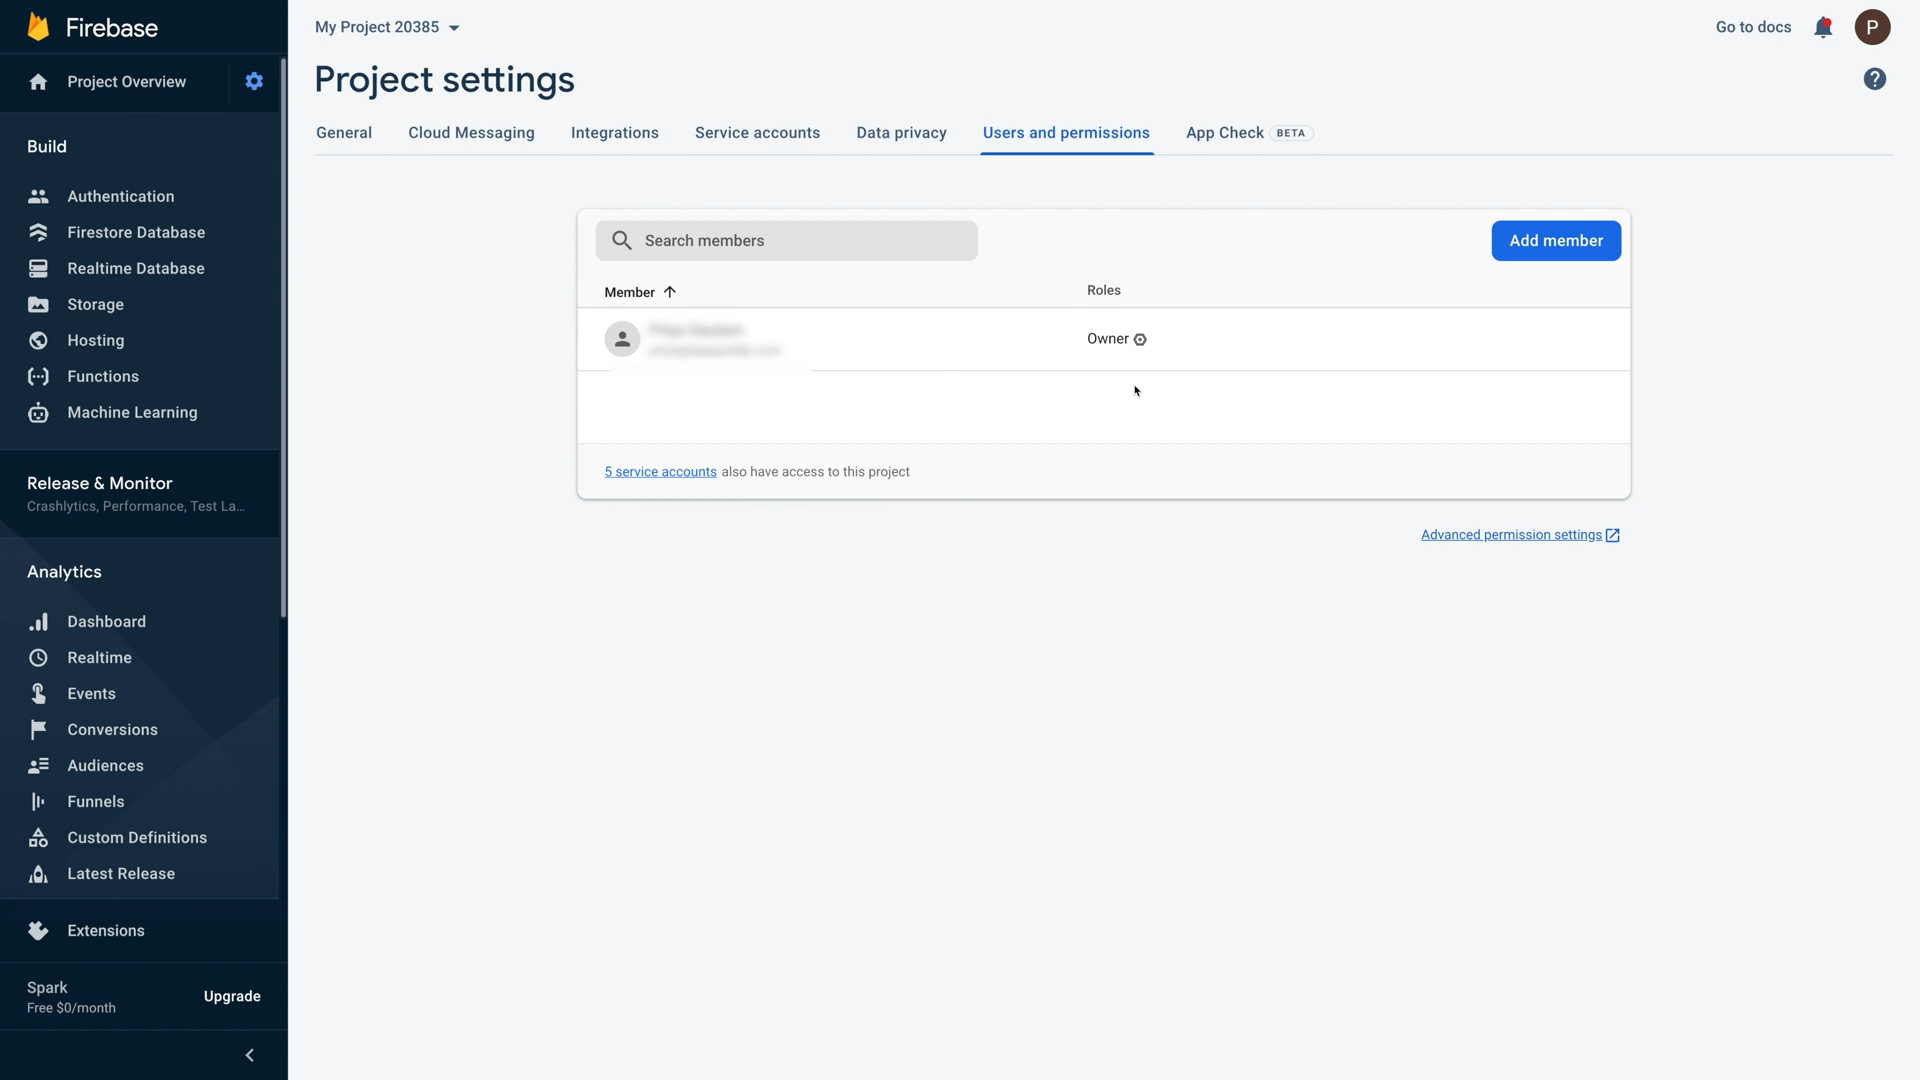 Firebase
Project Overview
Build
Authentication
Firestore Database
Realtime Database
Storage
Hosting
Functions
Machine Learning
Release & Monitor
Crashlytics, Performance, Test La...
Analytics
Dashboard
Realtime
Events
Conversions
Audiences
Funnels
Custom Definitions
Latest Release
Extensions
Spark
Free $0/month
Upgrade
My Project 20385
Go to docs
P
Project settings
?
General
Cloud Messaging
Integrations
Service accounts
Data privacy
Users and permissions
App Check BETA
Search members
Add member
Member
Roles
Owner
5 service accounts also have access to this project
Advanced permission settings